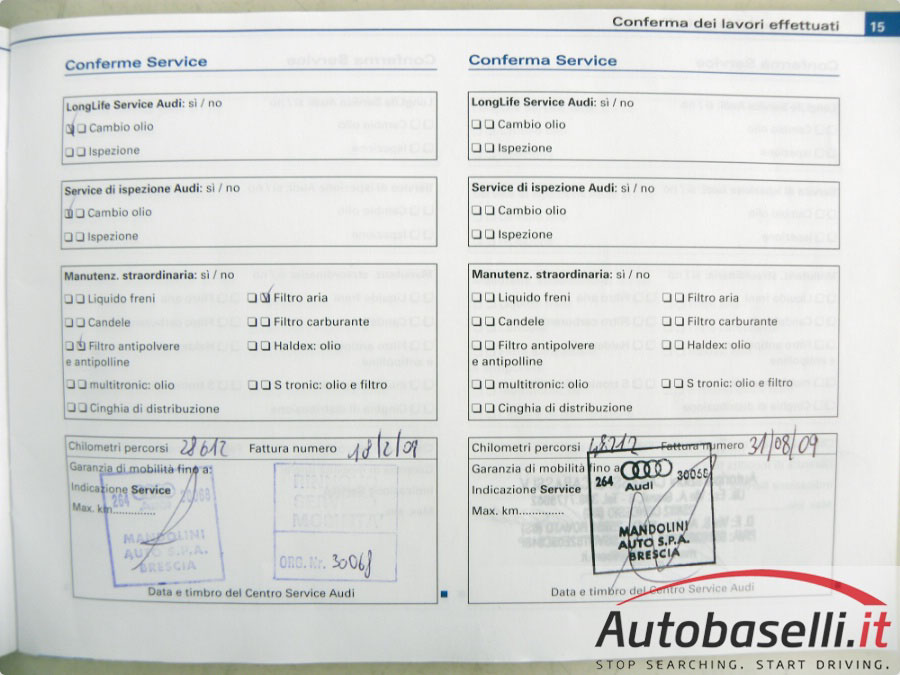 Conferma dei lavori effettuati 15
Conferme Service
LongLife Service Audi: sì / no
Cambio olio
Ispezione
Service di ispezione Audi: sì / no
Cambio olio
Ispezione
Manutenz. straordinaria: sì / no
Liquido freni Filtro aria
Candele Filtro carburante
Filtro antipolvere Haldex: olio
e antipolline
multitronic: olio S tronic: olio e filtro
Cinghia di distribuzione
Chilometri percorsi 28612 Fattura numero 18/2/09
Garanzia di mobilità fino a:
Indicazione Service
Max. km..............
264 Audi 30068
MANDOLINI
AUTO S.P.A.
BRESCIA
SERVICE
MOBILITA'
ORG. Nr. 30068
Data e timbro del Centro Service Audi
Conferma Service
LongLife Service Audi: sì / no
Cambio olio
Ispezione
Service di ispezione Audi: sì / no
Cambio olio
Ispezione
Manutenz. straordinaria: sì / no
Liquido freni Filtro aria
Candele Filtro carburante
Filtro antipolvere Haldex: olio
e antipolline
multitronic: olio S tronic: olio e filtro
Cinghia di distribuzione
Chilometri percorsi 48212 Fattura numero 31/08/09
Garanzia di mobilità fino a
Indicazione Service
Max. km..............
264 Audi 30068
MANDOLINI
AUTO S.P.A.
BRESCIA
Data e timbro del Centro Service Audi
Autobaselli.it
STOP SEARCHING. START DRIVING.